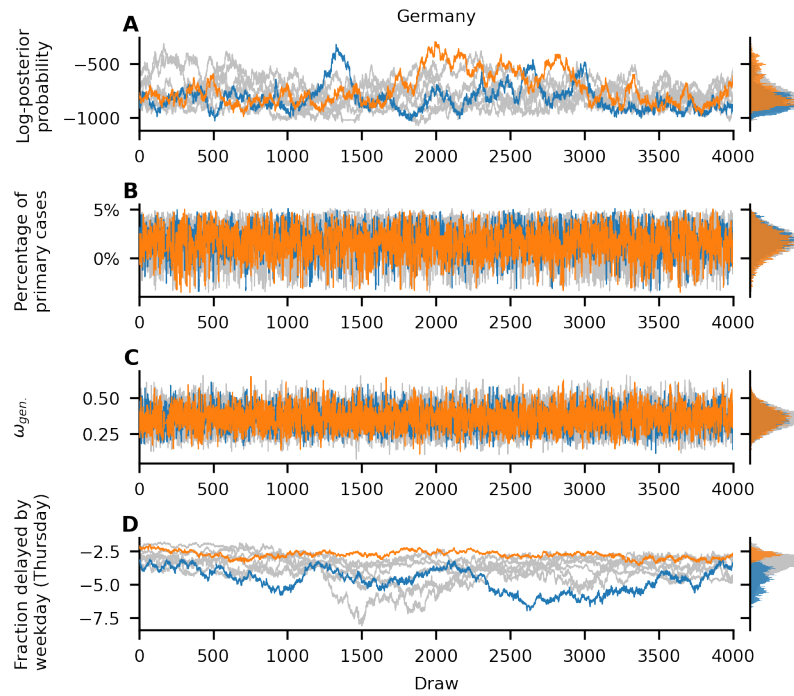 Germany
A
Log-posterior
probability
−500
−1000
0 500 1000 1500 2000 2500 3000 3500 4000
B
Percentage of
primary cases
5%
0%
0 500 1000 1500 2000 2500 3000 3500 4000
C
ω_gen.
0.50
0.25
0 500 1000 1500 2000 2500 3000 3500 4000
D
Fraction delayed by
weekday (Thursday)
−2.5
−5.0
−7.5
0 500 1000 1500 2000 2500 3000 3500 4000
Draw